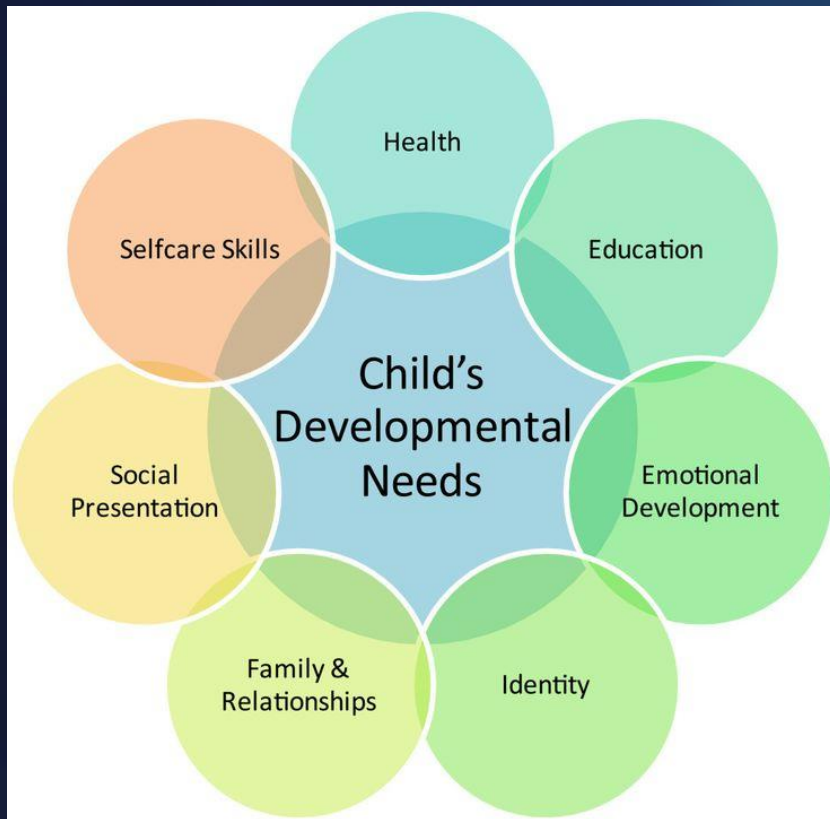 Health
Selfcare Skills
Education
Child's
Developmental
Needs
Social
Presentation
Emotional
Development
Family &
Relationships
Identity